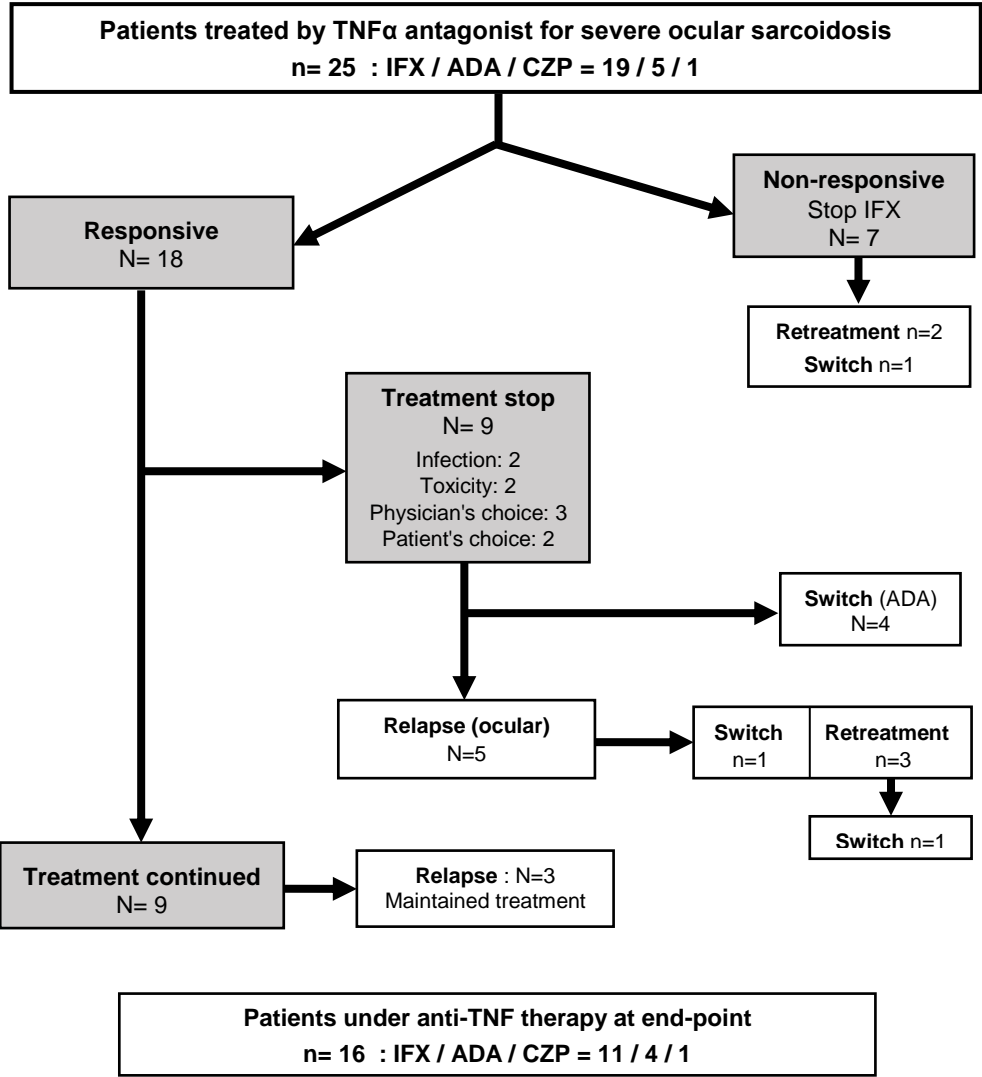 Patients treated by TNFα antagonist for severe ocular sarcoidosis
n= 25 : IFX / ADA / CZP = 19 / 5 / 1
Responsive
N= 18
Non-responsive
Stop IFX
N= 7
Retreatment n=2
Switch n=1
Treatment stop
N= 9
Infection: 2
Toxicity: 2
Physician's choice: 3
Patient's choice: 2
Switch (ADA)
N=4
Relapse (ocular)
N=5
Switch
n=1
Retreatment
n=3
Switch n=1
Treatment continued
N= 9
Relapse : N=3
Maintained treatment
Patients under anti-TNF therapy at end-point
n= 16 : IFX / ADA / CZP = 11 / 4 / 1